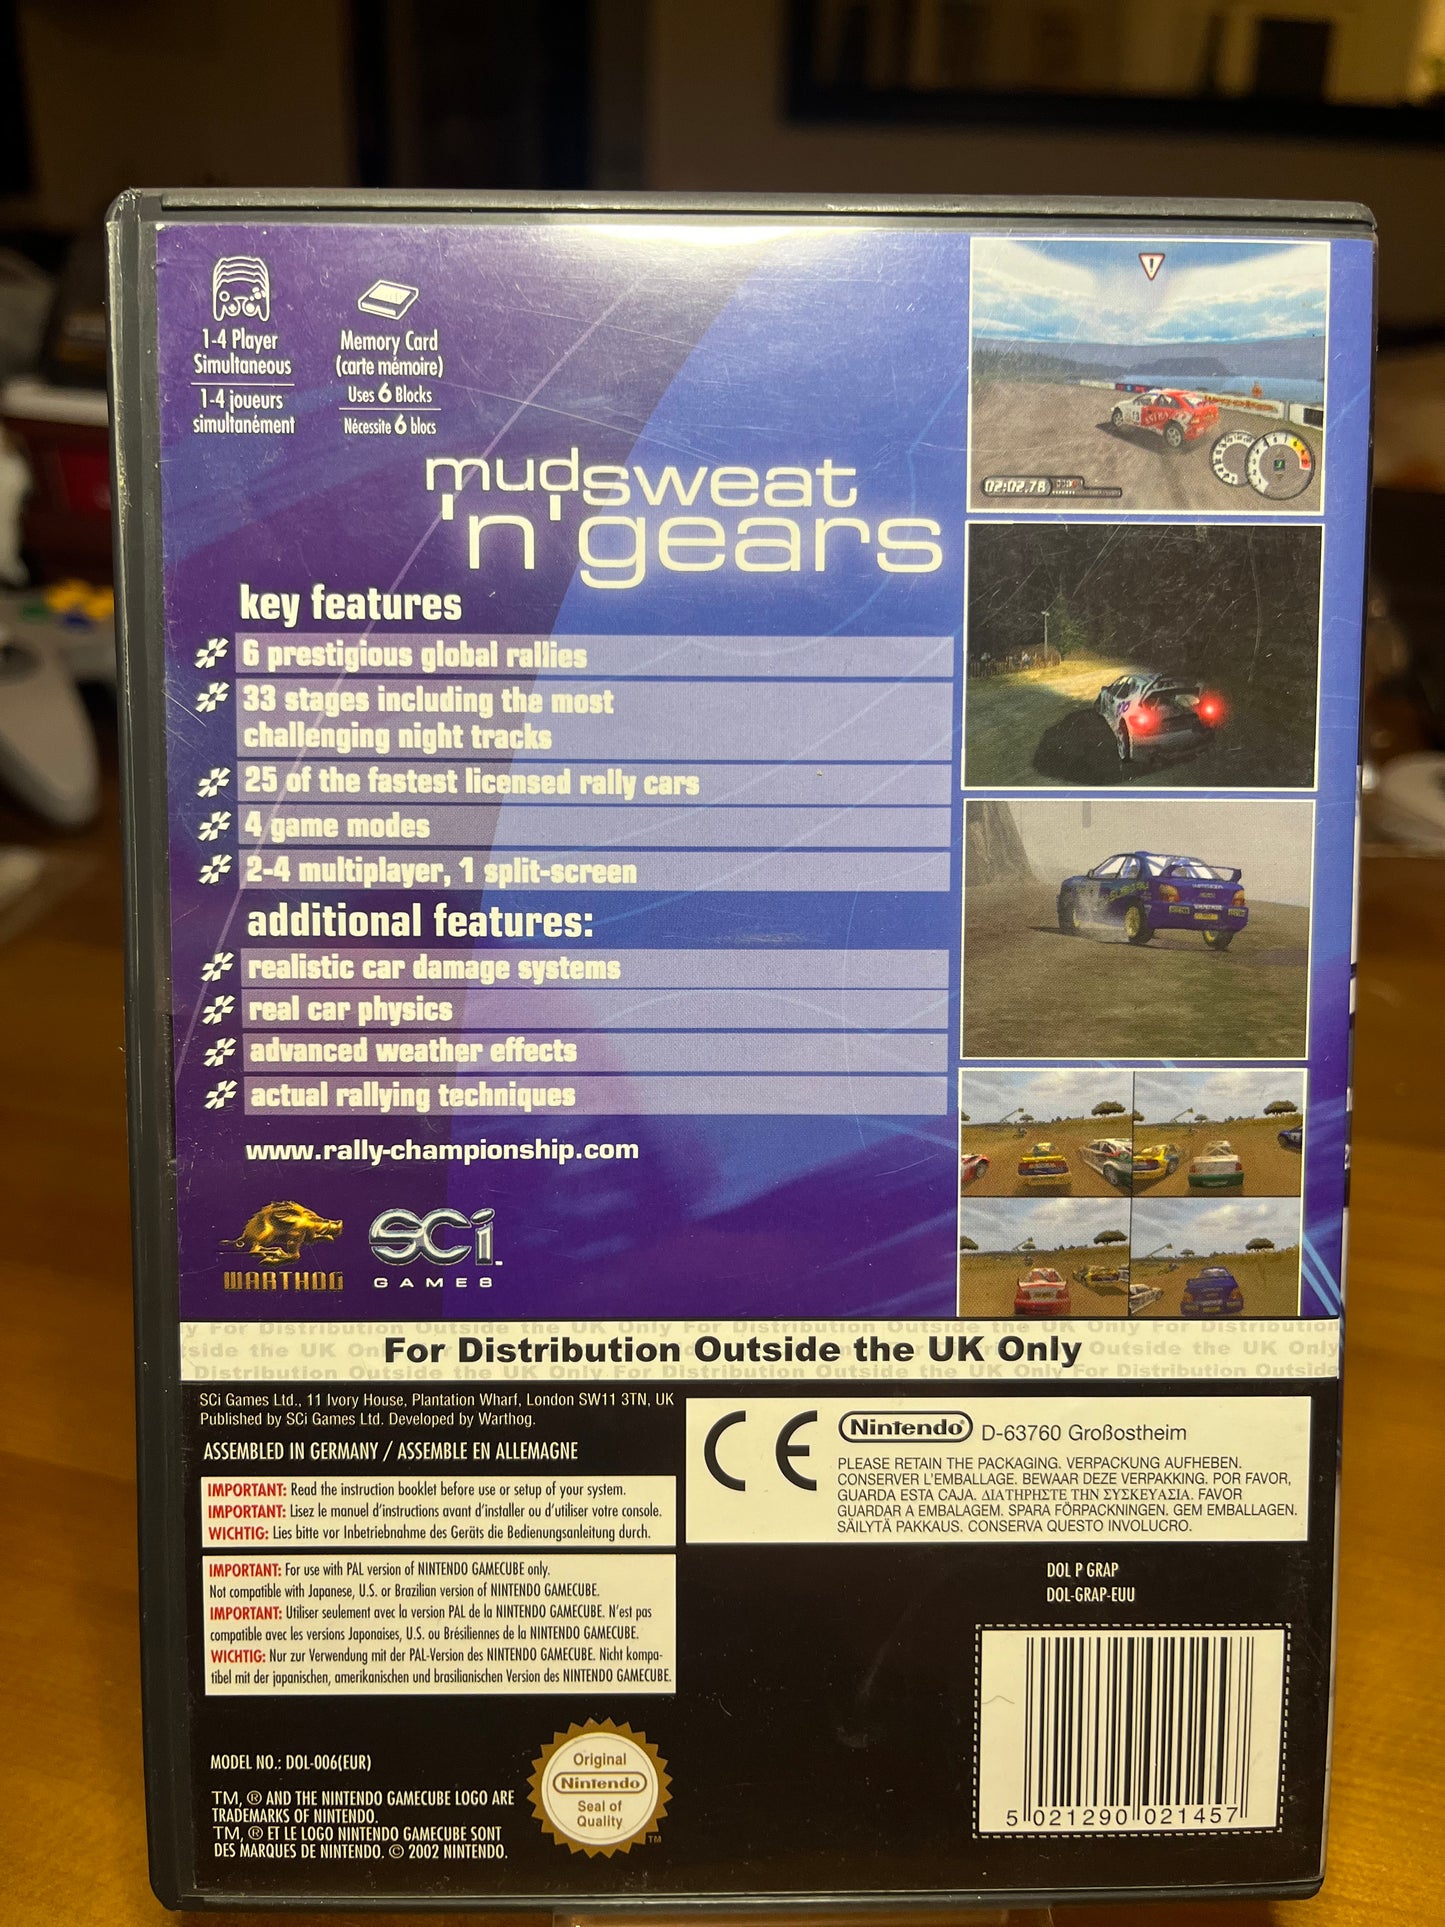 1-4 Player
Simultaneous
1-4 joueurs
simultanément
Memory Card
(carte mémoire)
Uses 6 Blocks
Nécessite 6 blocs
mudsweat
'n'gears
key features
6 prestigious global rallies
33 stages including the most
challenging night tracks
25 of the fastest licensed rally cars
4 game modes
2-4 multiplayer, 1 split-screen
additional features:
realistic car damage systems
real car physics
advanced weather effects
actual rallying techniques
www.rally-championship.com
WARTHOG
SCi
GAMES
02:02.78
For Distribution Outside the UK Only
SCi Games Ltd., 11 Ivory House, Plantation Wharf, London SW11 3TN, UK
Published by SCi Games Ltd. Developed by Warthog.
ASSEMBLED IN GERMANY / ASSEMBLE EN ALLEMAGNE
IMPORTANT: Read the instruction booklet before use or setup of your system.
IMPORTANT: Lisez le manuel d'instructions avant d'installer ou d'utiliser votre console.
WICHTIG: Lies bitte vor Inbetriebnahme des Geräts die Bedienungsanleitung durch.
IMPORTANT: For use with PAL version of NINTENDO GAMECUBE only.
Not compatible with Japanese, U.S. or Brazilian version of NINTENDO GAMECUBE.
IMPORTANT: Utiliser seulement avec la version PAL de la NINTENDO GAMECUBE. N'est pas
compatible avec les versions Japonaises, U.S. ou Brésiliennes de la NINTENDO GAMECUBE.
WICHTIG: Nur zur Verwendung mit der PAL-Version des NINTENDO GAMECUBE. Nicht kompa-
tibel mit der japanischen, amerikanischen und brasilianischen Version des NINTENDO GAMECUBE.
CE
Nintendo® D-63760 Großostheim
PLEASE RETAIN THE PACKAGING. VERPACKUNG AUFHEBEN.
CONSERVER L'EMBALLAGE. BEWAAR DEZE VERPAKKING. POR FAVOR,
GUARDA ESTA CAJA. ΔΙΑΤΗΡΗΣΤΕ ΤΗΝ ΣΥΣΚΕΥΑΣΙΑ. FAVOR
GUARDAR A EMBALAGEM. SPARA FÖRPACKNINGEN. GEM EMBALLAGEN.
SÄILYTÄ PAKKAUS. CONSERVA QUESTO INVOLUCRO.
DOL P GRAP
DOL-GRAP-EUU
5 021290 021457
MODEL NO.: DOL-006(EUR)
TM, ® AND THE NINTENDO GAMECUBE LOGO ARE
TRADEMARKS OF NINTENDO.
TM, ® ET LE LOGO NINTENDO GAMECUBE SONT
DES MARQUES DE NINTENDO. © 2002 NINTENDO.
Original
Nintendo
Seal of
Quality
TM